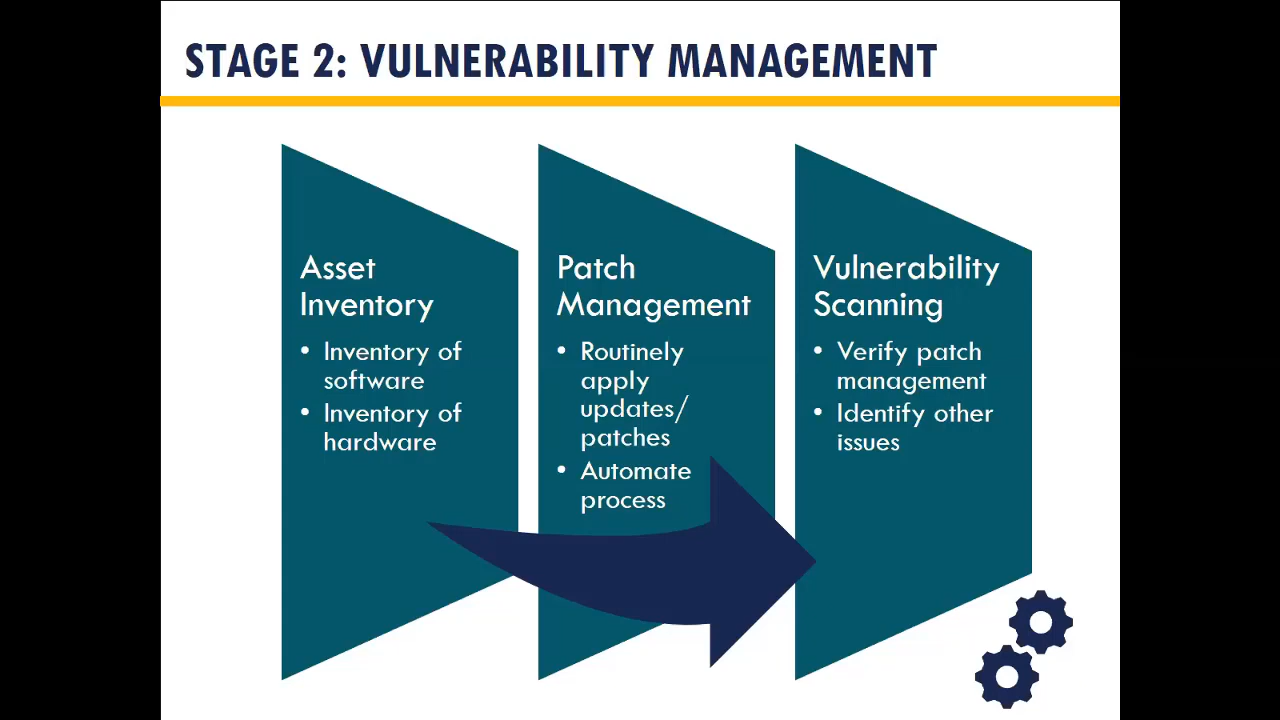 STAGE 2: VULNERABILITY MANAGEMENT
Asset
Inventory
• Inventory of
software
• Inventory of
hardware
Patch
Management
• Routinely
apply
updates/
patches
• Automate
process
Vulnerability
Scanning
• Verify patch
management
• Identify other
issues